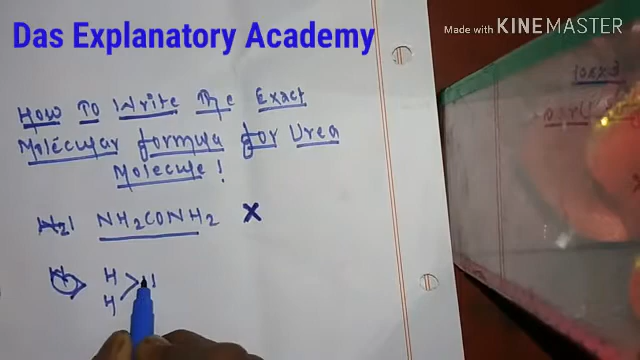 Made with KINEMASTER
Das Explanatory Academy
How To Write The Exact
Molecular formula for Urea
Molecule!
NH2CONH2 X
H
H